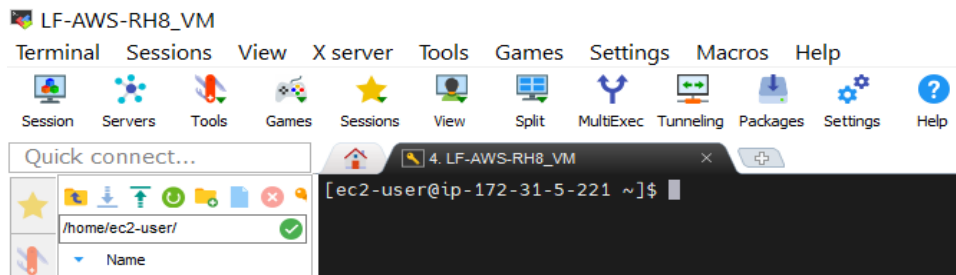 LF-AWS-RH8_VM
Terminal Sessions View X server Tools Games Settings Macros Help
Session Servers Tools Games Sessions View Split MultiExec Tunneling Packages Settings Help
Quick connect...
4. LF-AWS-RH8_VM
[ec2-user@ip-172-31-5-221 ~]$
/home/ec2-user/
Name